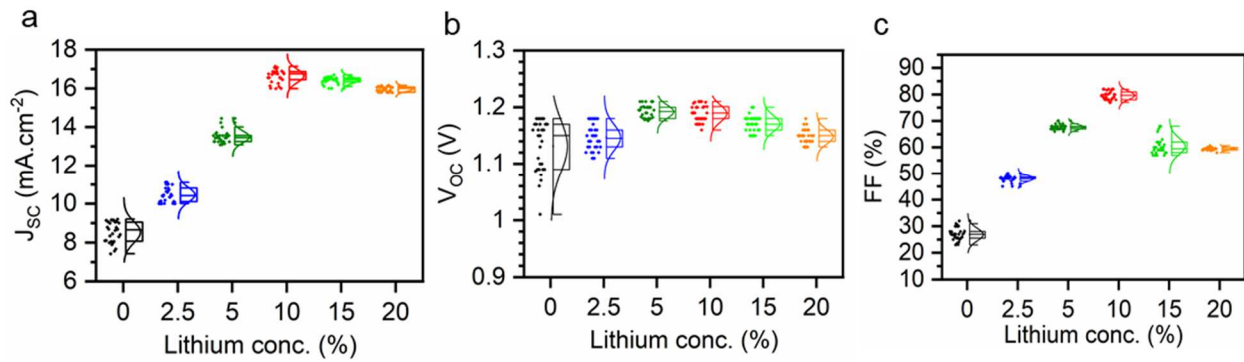 a
J_SC (mA.cm⁻²)
18
16
14
12
10
8
6
0 2.5 5 10 15 20
Lithium conc. (%)
b
V_OC (V)
1.3
1.2
1.1
1
0.9
0 2.5 5 10 15 20
Lithium conc. (%)
c
FF (%)
90
80
70
60
50
40
30
20
10
0 2.5 5 10 15 20
Lithium conc. (%)